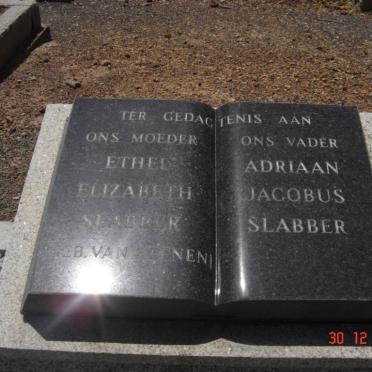 TER GEDAGTENIS AAN
ONS MOEDER
ETHEL
ELIZABETH
SLABBER
ONS VADER
ADRIAAN
JACOBUS
SLABBER
30 12